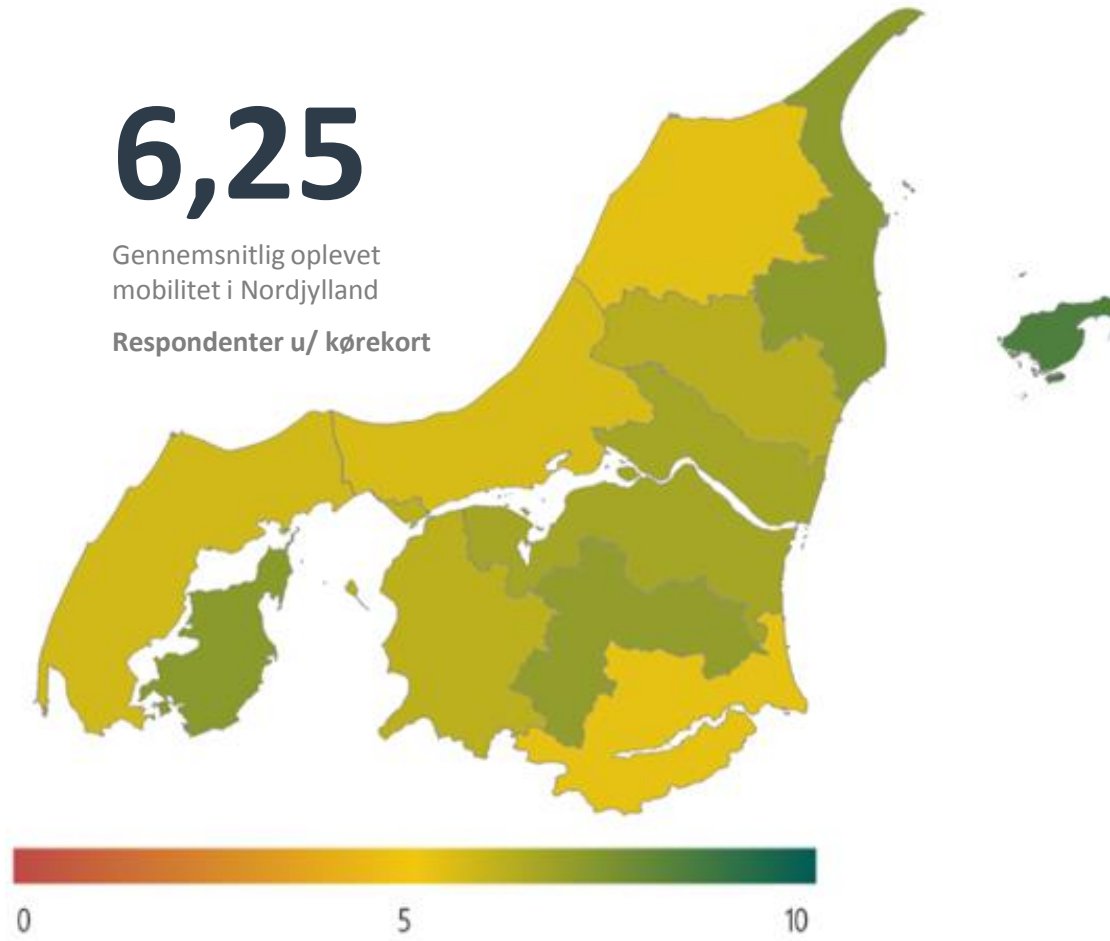 6,25
Gennemsnitlig oplevet
mobilitet i Nordjylland
Respondenter u/ kørekort
0
5
10